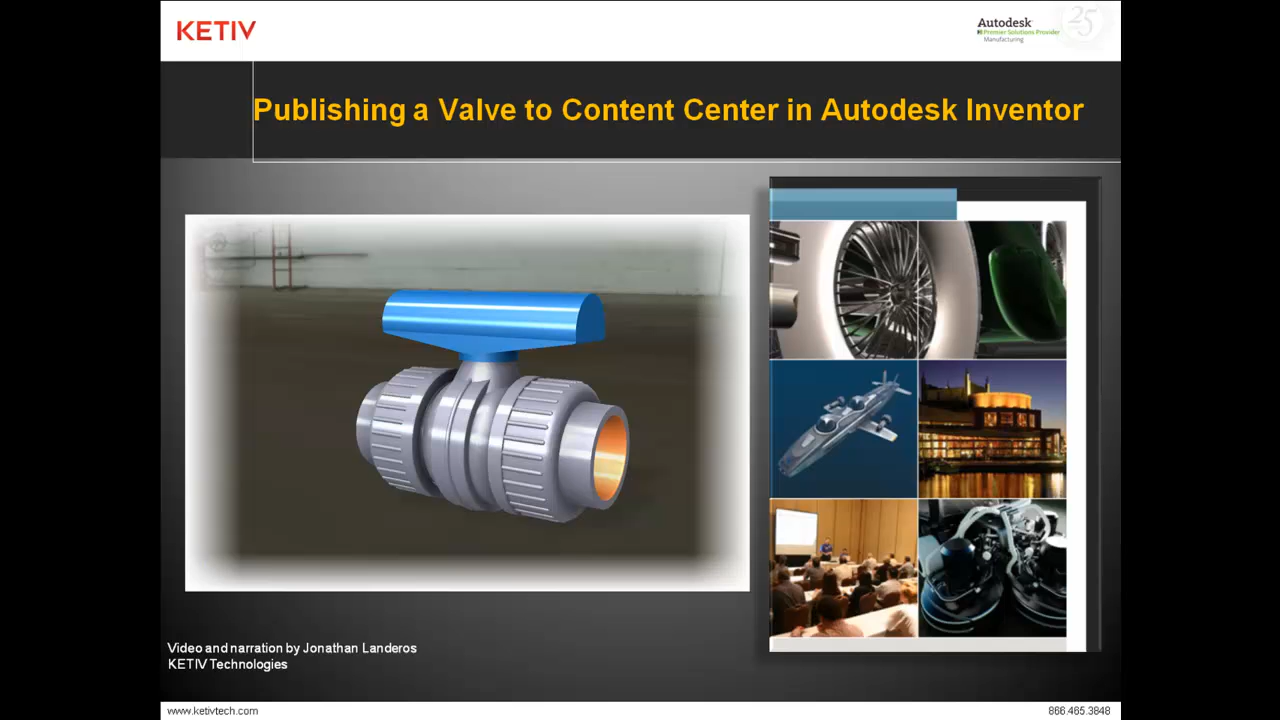 KETIV
Autodesk
Premier Solutions Provider
Manufacturing
25
Publishing a Valve to Content Center in Autodesk Inventor
Video and narration by Jonathan Landeros
KETIV Technologies
www.ketivtech.com
866.465.3848